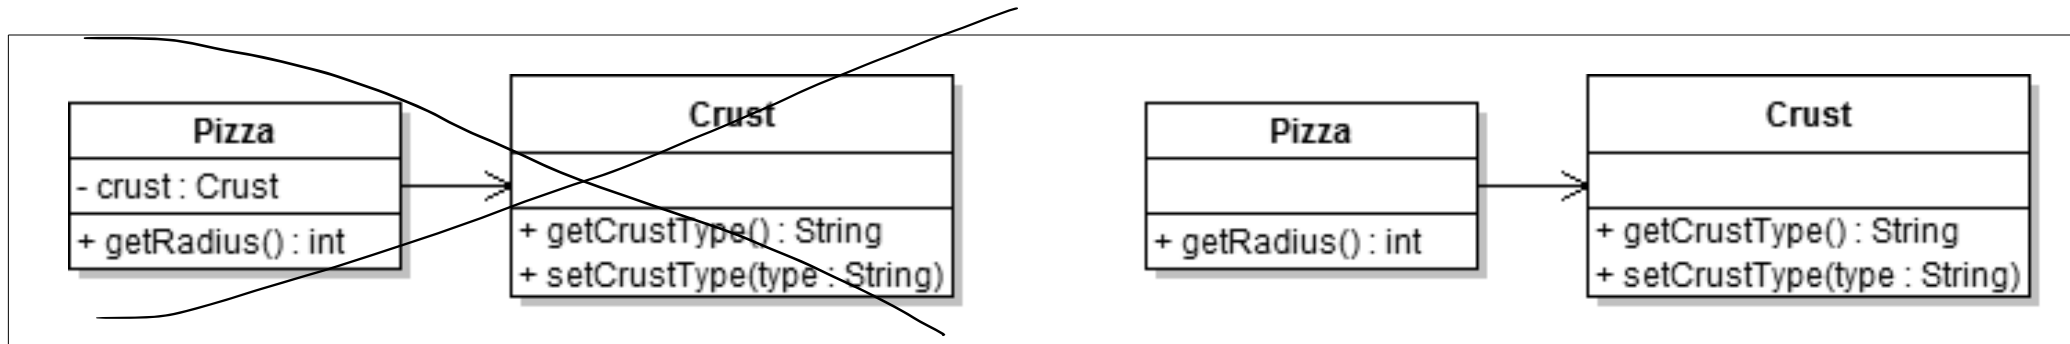 Pizza
- crust : Crust
+ getRadius() : int
Crust
+ getCrustType() : String
+ setCrustType(type : String)
Pizza
+ getRadius() : int
Crust
+ getCrustType() : String
+ setCrustType(type : String)